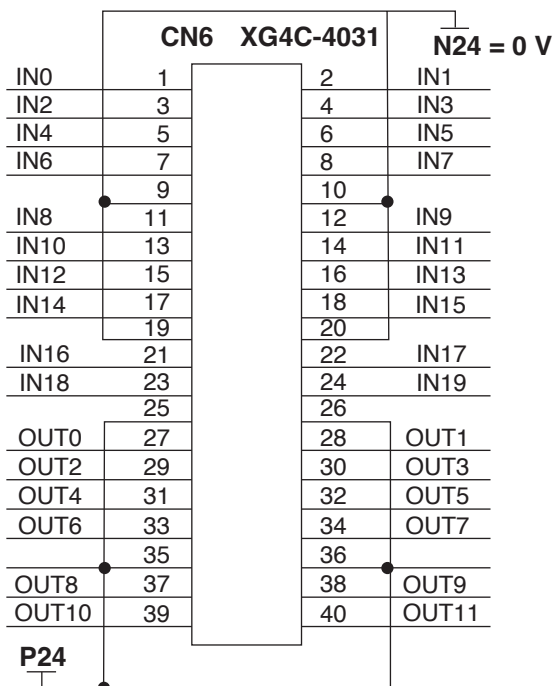 CN6 XG4C-4031
N24 = 0 V
IN0 1 2 IN1
IN2 3 4 IN3
IN4 5 6 IN5
IN6 7 8 IN7
9 10
IN8 11 12 IN9
IN10 13 14 IN11
IN12 15 16 IN13
IN14 17 18 IN15
19 20
IN16 21 22 IN17
IN18 23 24 IN19
25 26
OUT0 27 28 OUT1
OUT2 29 30 OUT3
OUT4 31 32 OUT5
OUT6 33 34 OUT7
35 36
OUT8 37 38 OUT9
OUT10 39 40 OUT11
P24